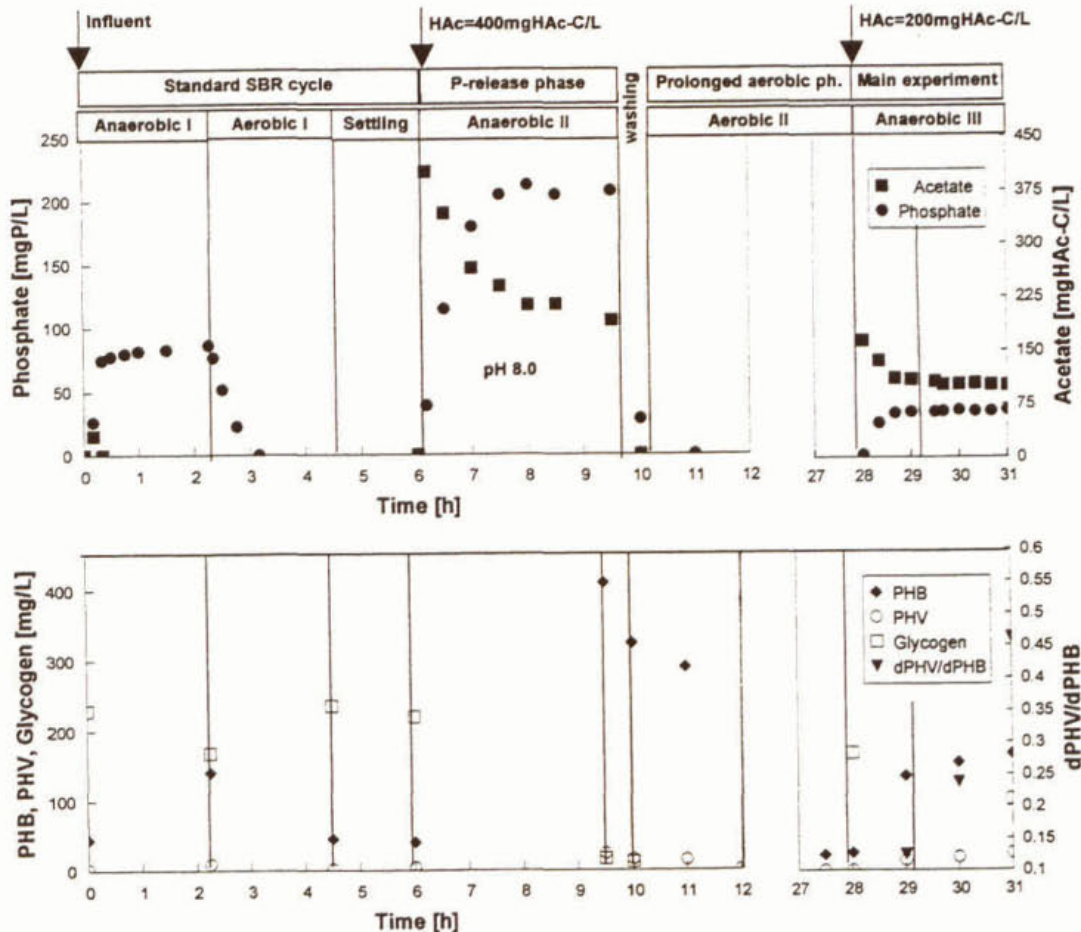 Influent
HAc=400mgHAc-C/L
HAc=200mgHAc-C/L
Standard SBR cycle
P-release phase
washing
Prolonged aerobic ph.
Main experiment
Anaerobic I
Aerobic I
Settling
Anaerobic II
Aerobic II
Anaerobic III
Phosphate [mgP/L]
250
200
150
100
50
0
pH 8.0
Acetate
Phosphate
450
375
300
225
150
75
0
Acetate [mgHAc-C/L]
0 1 2 3 4 5 6 7 8 9 10 11 12 27 28 29 30 31
Time [h]
PHB, PHV, Glycogen [mg/L]
400
300
200
100
0
PHB
PHV
Glycogen
dPHV/dPHB
0.6
0.55
0.5
0.45
0.4
0.35
0.3
0.25
0.2
0.15
0.1
dPHV/dPHB
0 1 2 3 4 5 6 7 8 9 10 11 12 27 28 29 30 31
Time [h]